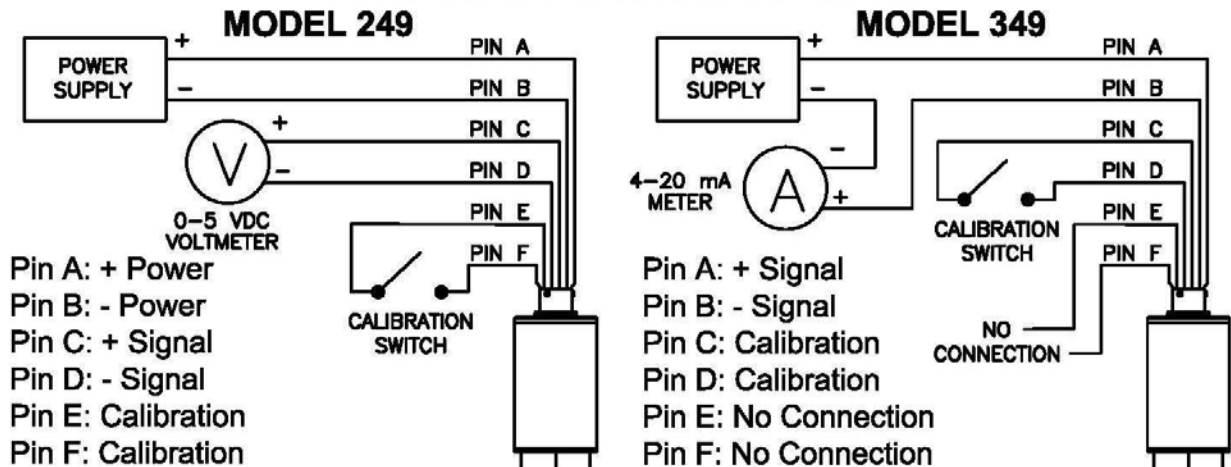 MODEL 249
+
POWER
SUPPLY
-
PIN A
PIN B
+
V
-
PIN C
PIN D
0-5 VDC
VOLTMETER
PIN E
PIN F
CALIBRATION
SWITCH
Pin A: + Power
Pin B: - Power
Pin C: + Signal
Pin D: - Signal
Pin E: Calibration
Pin F: Calibration
MODEL 349
+
POWER
SUPPLY
-
PIN A
PIN B
PIN C
-
4-20 mA
METER
A
+
PIN D
CALIBRATION
SWITCH
PIN E
PIN F
NO
CONNECTION
Pin A: + Signal
Pin B: - Signal
Pin C: Calibration
Pin D: Calibration
Pin E: No Connection
Pin F: No Connection